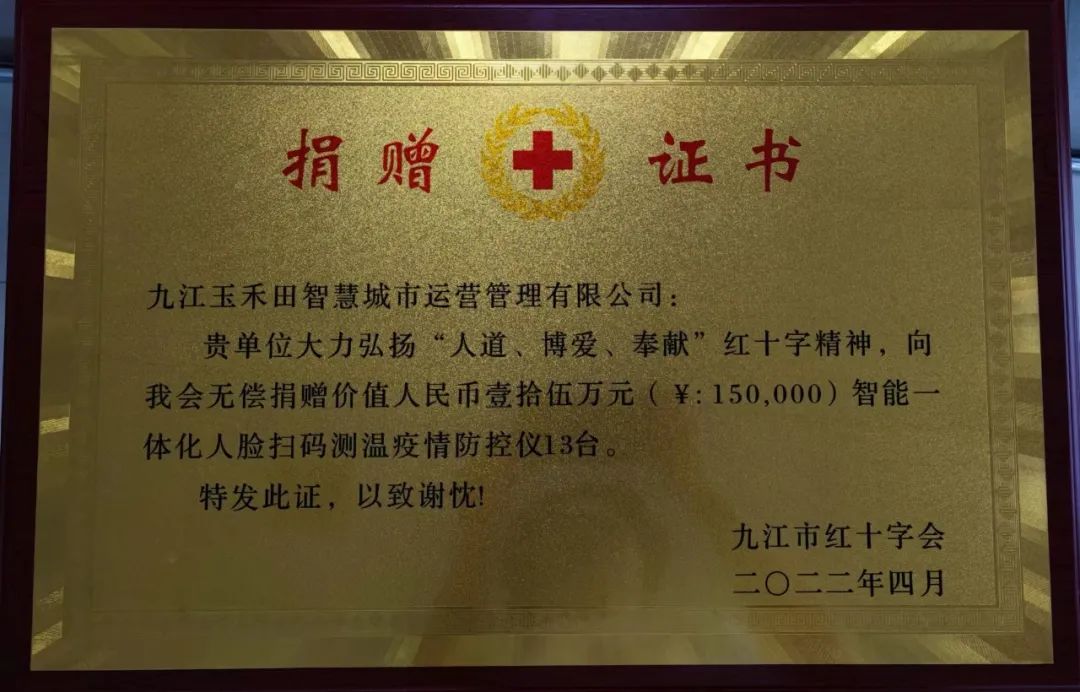 捐赠证书
九江玉禾田智慧城市运营管理有限公司：
贵单位大力弘扬“人道、博爱、奉献”红十字精神，向
我会无偿捐赠价值人民币壹拾伍万元（¥:150,000）智能一
体化人脸扫码测温疫情防控仪13台。
特发此证，以致谢忱!
九江市红十字会
二〇二二年四月